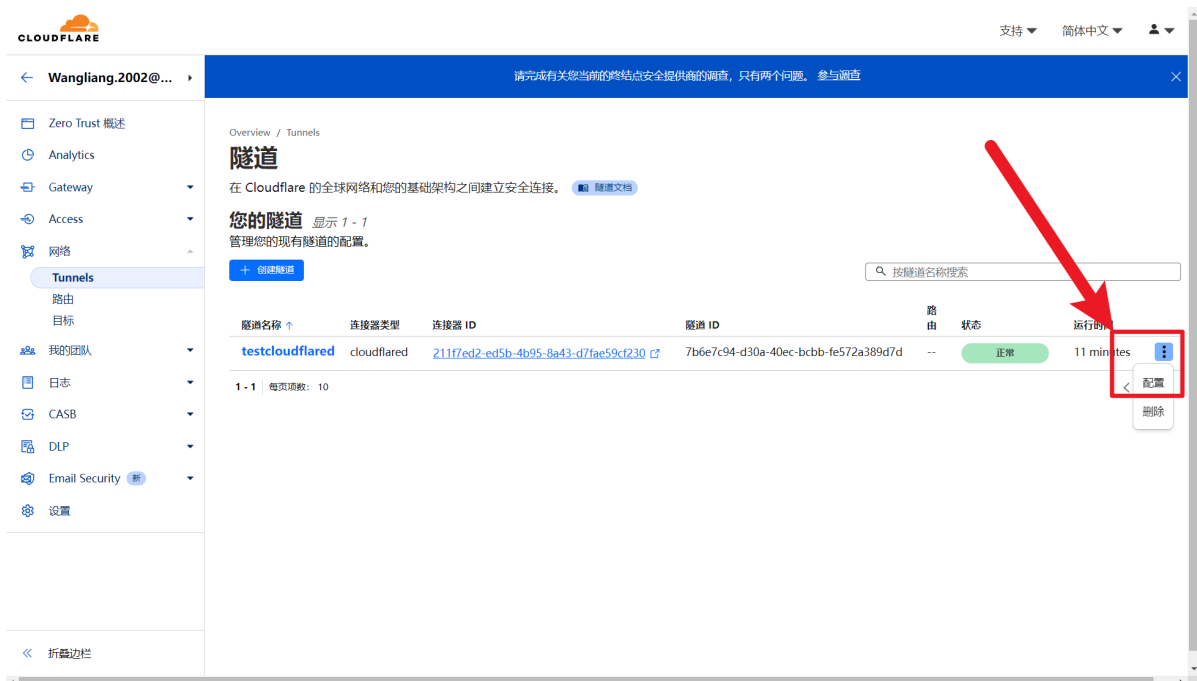 CLOUDFLARE
支持
简体中文
Wangliang.2002@...
请完成有关您当前的终结点安全提供商的调查，只有两个问题。 参与调查
Zero Trust 概述
Analytics
Gateway
Access
网络
Tunnels
路由
目标
我的团队
日志
CASB
DLP
Email Security 新
设置
折叠边栏
Overview / Tunnels
隧道
在 Cloudflare 的全球网络和您的基础架构之间建立安全连接。 隧道文档
您的隧道 显示 1 - 1
管理您的现有隧道的配置。
+ 创建隧道
按隧道名称搜索
隧道名称 ↑ 连接器类型 连接器 ID 隧道 ID 路由 状态 运行时间
testcloudflared cloudflared 211f7ed2-ed5b-4b95-8a43-d7fae59cf230 7b6e7c94-d30a-40ec-bcbb-fe572a389d7d -- 正常 11 minutes
1 - 1 每页项数: 10
配置
删除